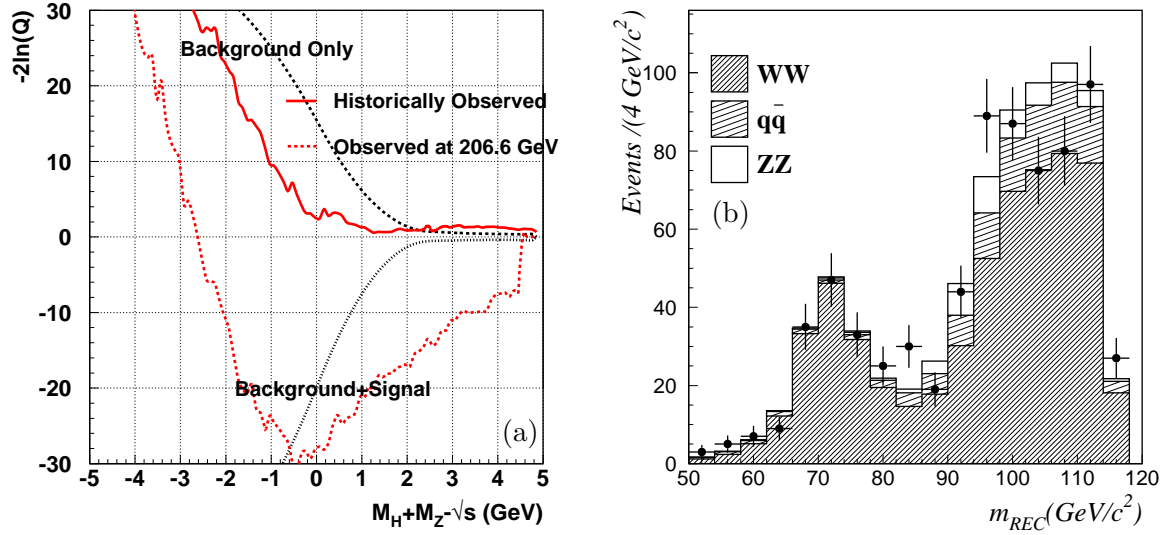 -2ln(Q)
30
20
10
0
-10
-20
-30
Background Only
Historically Observed
Observed at 206.6 GeV
Background+Signal
(a)
-5 -4 -3 -2 -1 0 1 2 3 4 5
M_H+M_Z-√s (GeV)
Events /(4 GeV/c²)
100
80
60
40
20
0
WW
qq̄
ZZ
(b)
50 60 70 80 90 100 110 120
m_REC(GeV/c²)